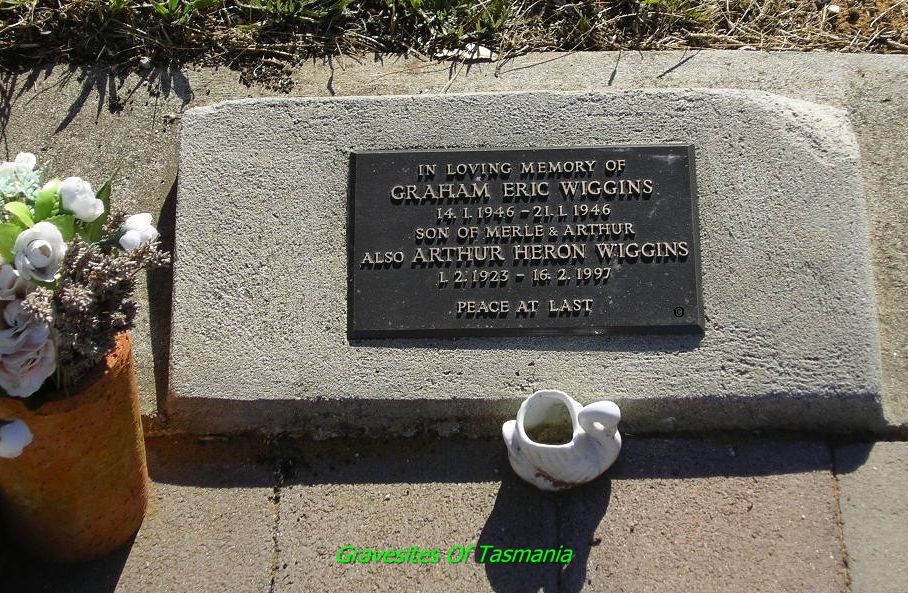 IN LOVING MEMORY OF
GRAHAM ERIC WIGGINS
14. 1. 1946 – 21. 1. 1946
SON OF MERLE & ARTHUR
ALSO ARTHUR HERON WIGGINS
1. 2. 1923 – 16. 2. 1997
PEACE AT LAST
Gravesites Of Tasmania